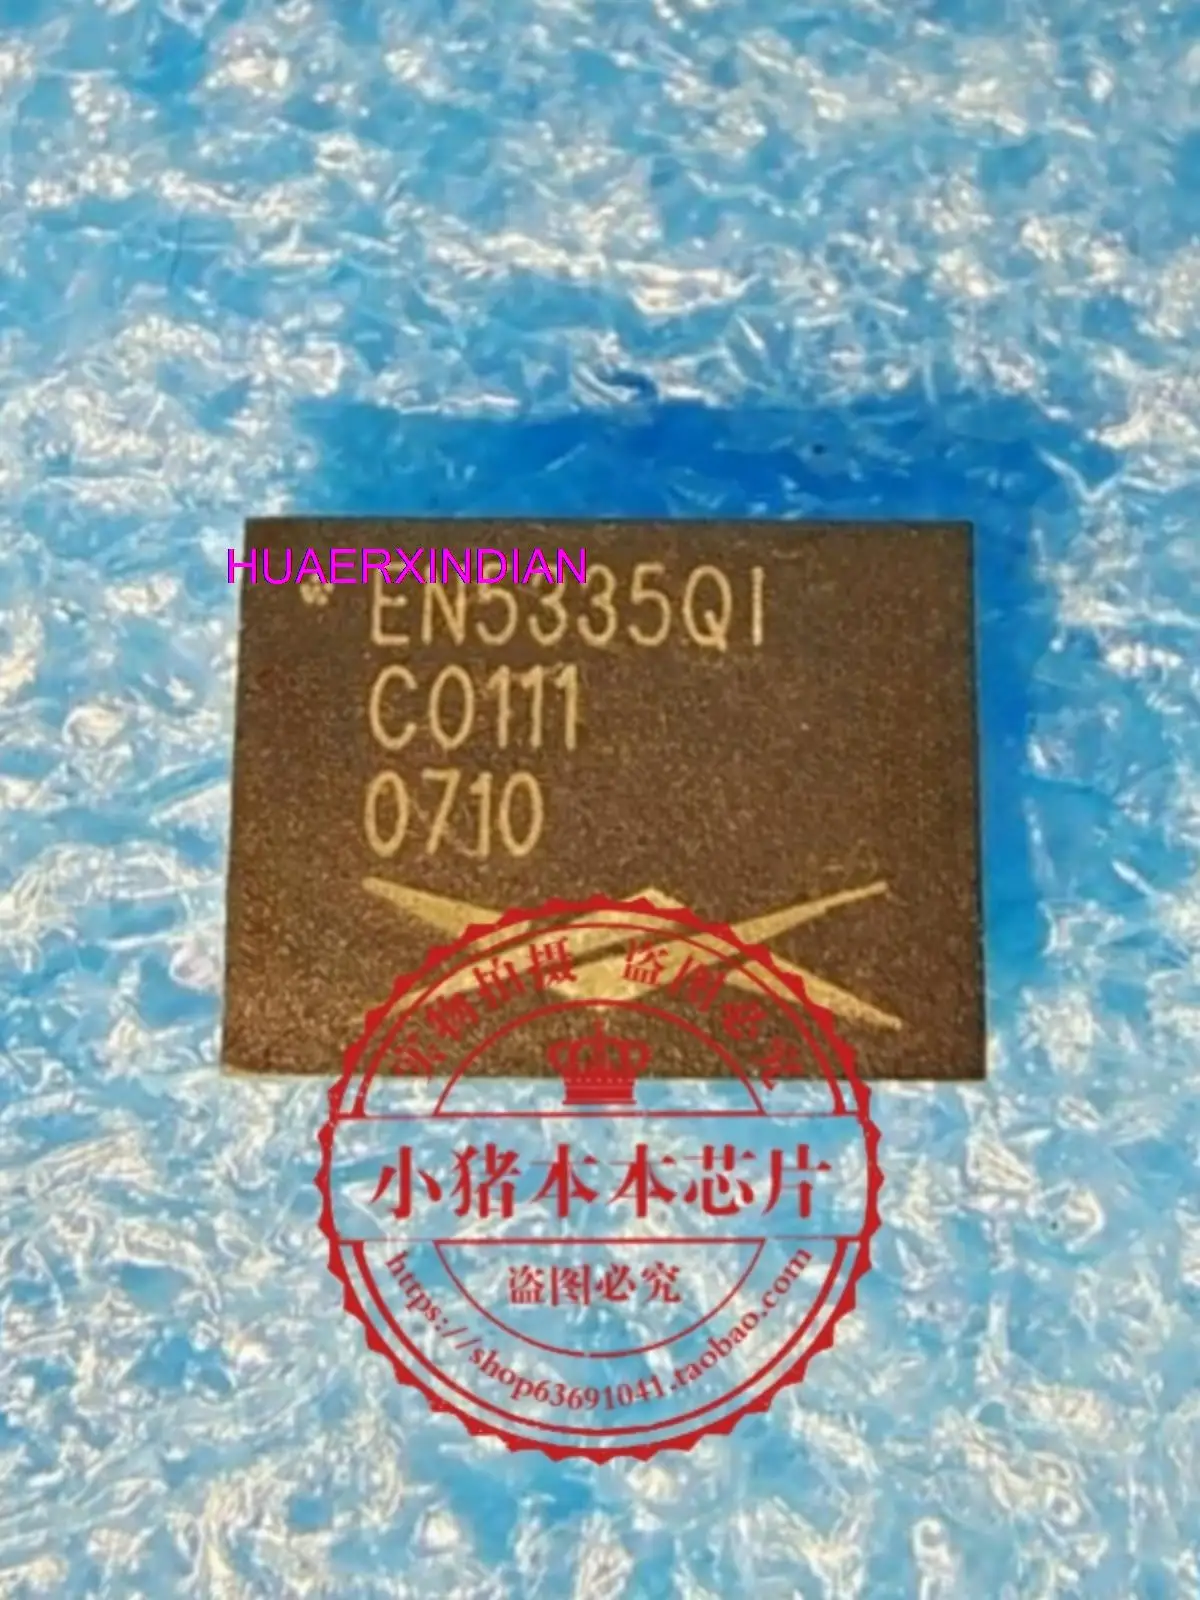 HUAERXINDIAN
EN5335QI
C0111
0710
实物拍摄 盗图必究
小猪本本芯片
盗图必究
https://shop63691041.taobao.com